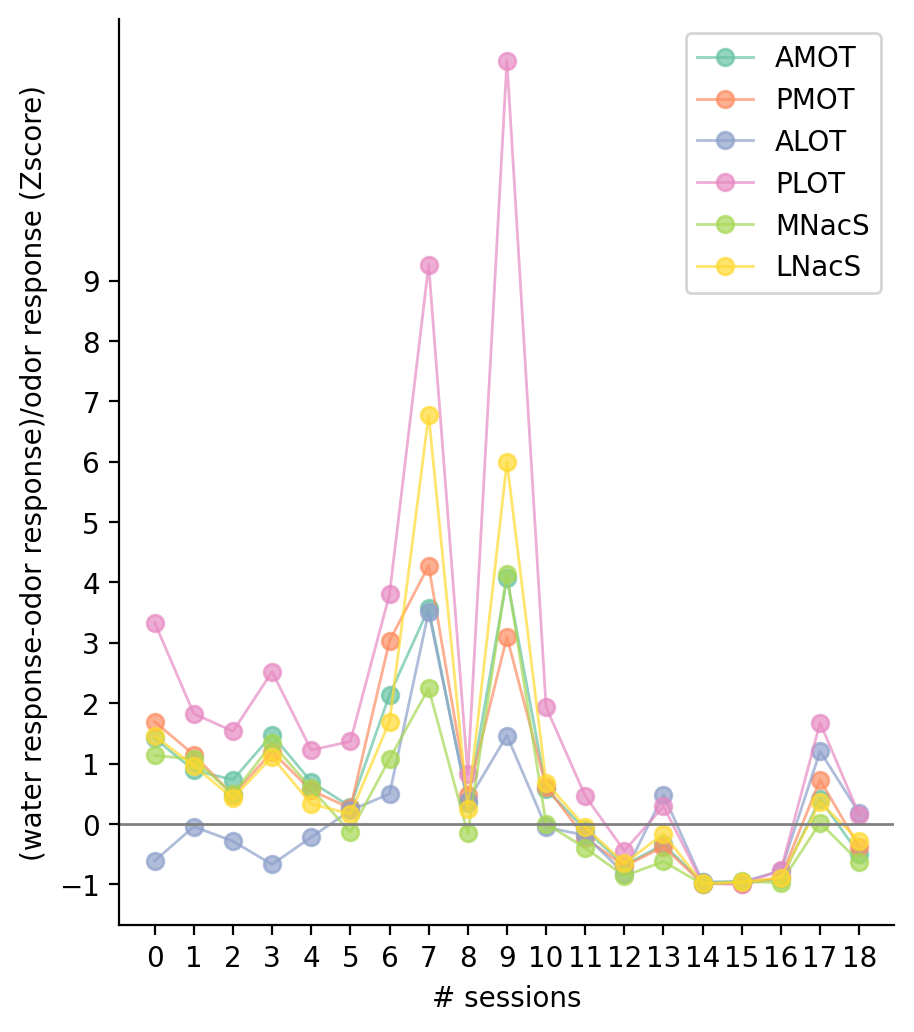 (water response-odor response)/odor response (Zscore)
9
8
7
6
5
4
3
2
1
0
−1
AMOT
PMOT
ALOT
PLOT
MNacS
LNacS
0 1 2 3 4 5 6 7 8 9 10 11 12 13 14 15 16 17 18
# sessions